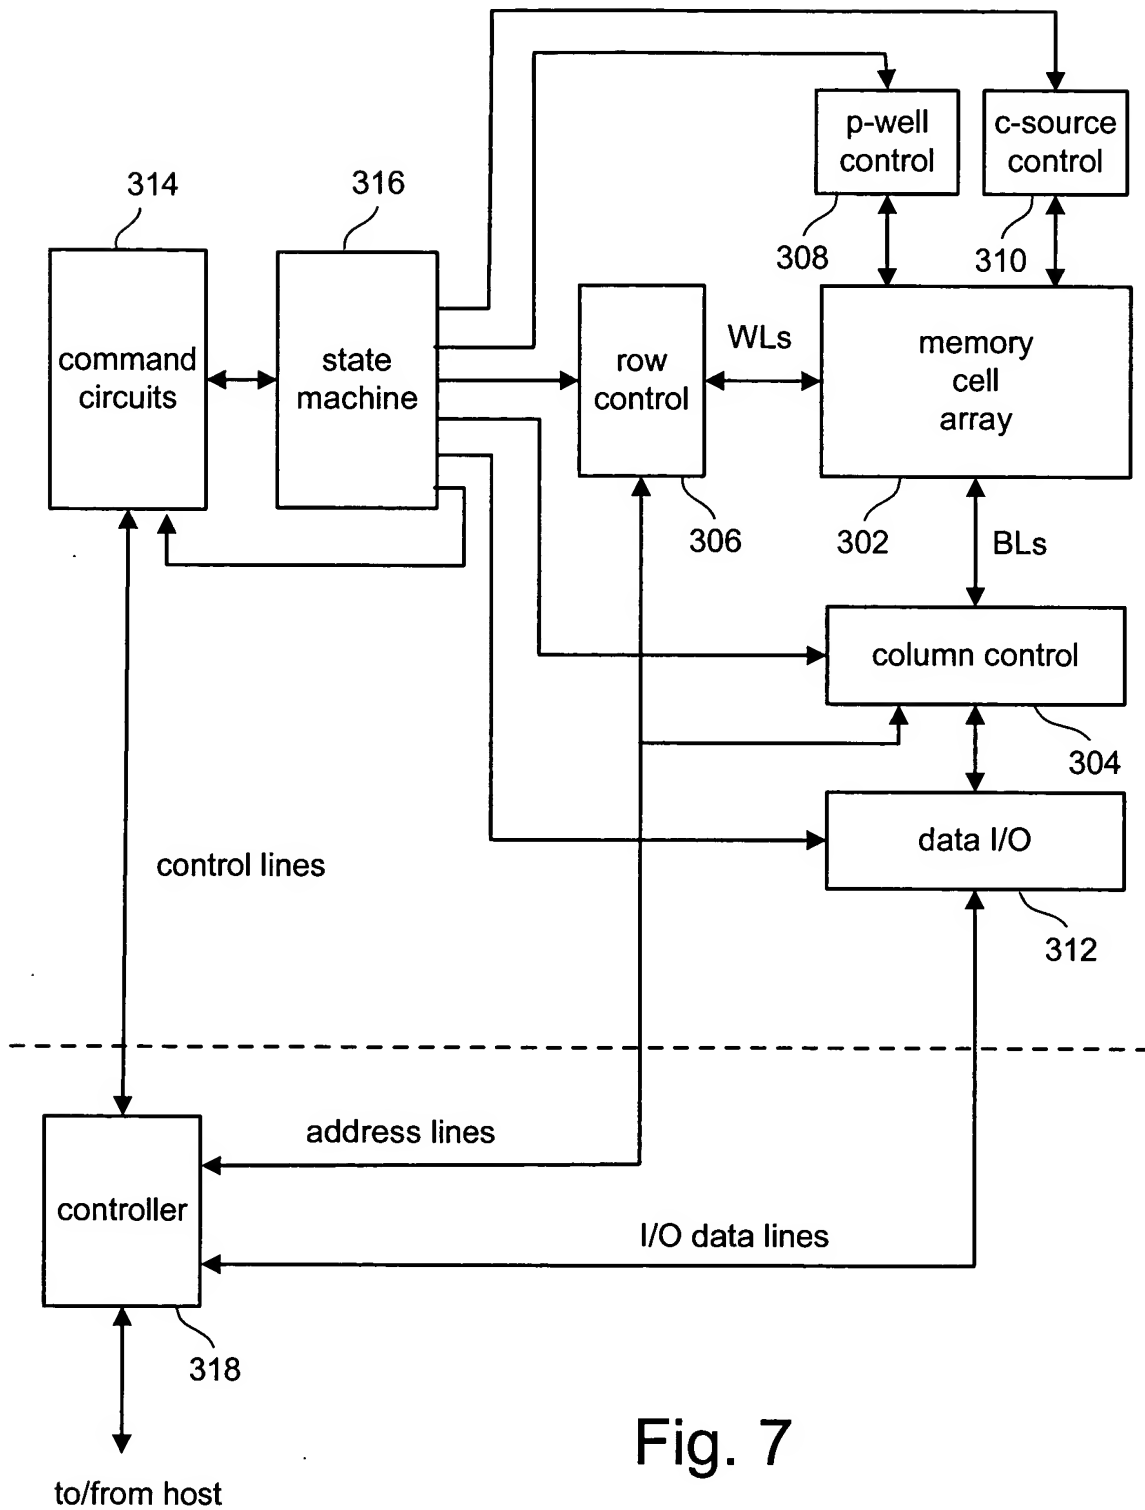 p-well
control
c-source
control
314
316
308
310
command
circuits
state
machine
row
control
WLs
memory
cell
array
306
302
BLs
column control
304
data I/O
control lines
312
address lines
controller
I/O data lines
318
Fig. 7
to/from host